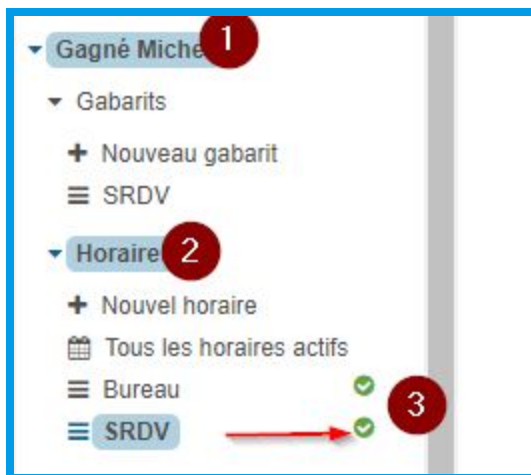 Gagné Miche 1
Gabarits
Nouveau gabarit
SRDV
Horaire 2
Nouvel horaire
Tous les horaires actifs
Bureau
3
SRDV